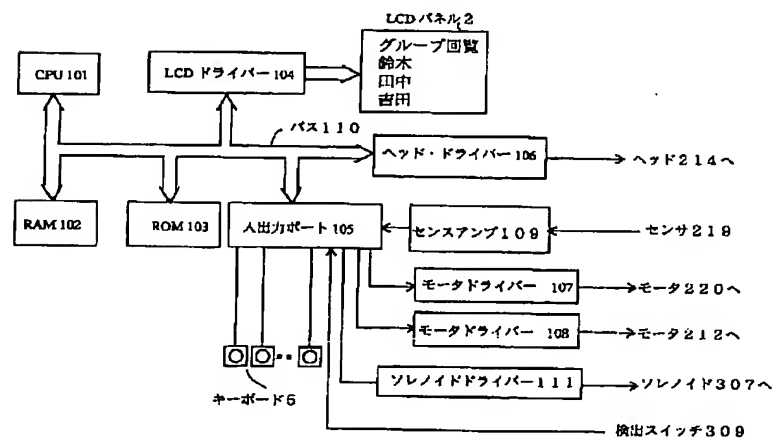 LCDパネル2
グループ回覧
鈴木
田中
吉田
CPU 101
LCD ドライバー 104
バス110
ヘッド・ドライバー 106
ヘッド214へ
RAM 102
ROM 103
入出力ポート 105
センスアンプ109
センサ219
モータドライバー 107
モータ220へ
モータドライバー 108
モータ212へ
キーボード5
ソレノイドドライバー111
ソレノイド307へ
検出スイッチ309